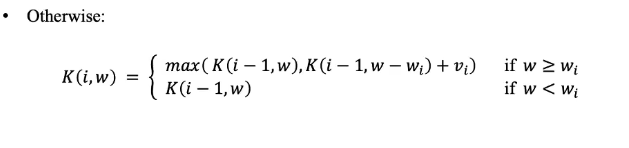 • Otherwise:
K(i, w) = { max( K(i − 1, w), K(i − 1, w − wᵢ) + vᵢ) if w ≥ wᵢ
K(i − 1, w) if w < wᵢ